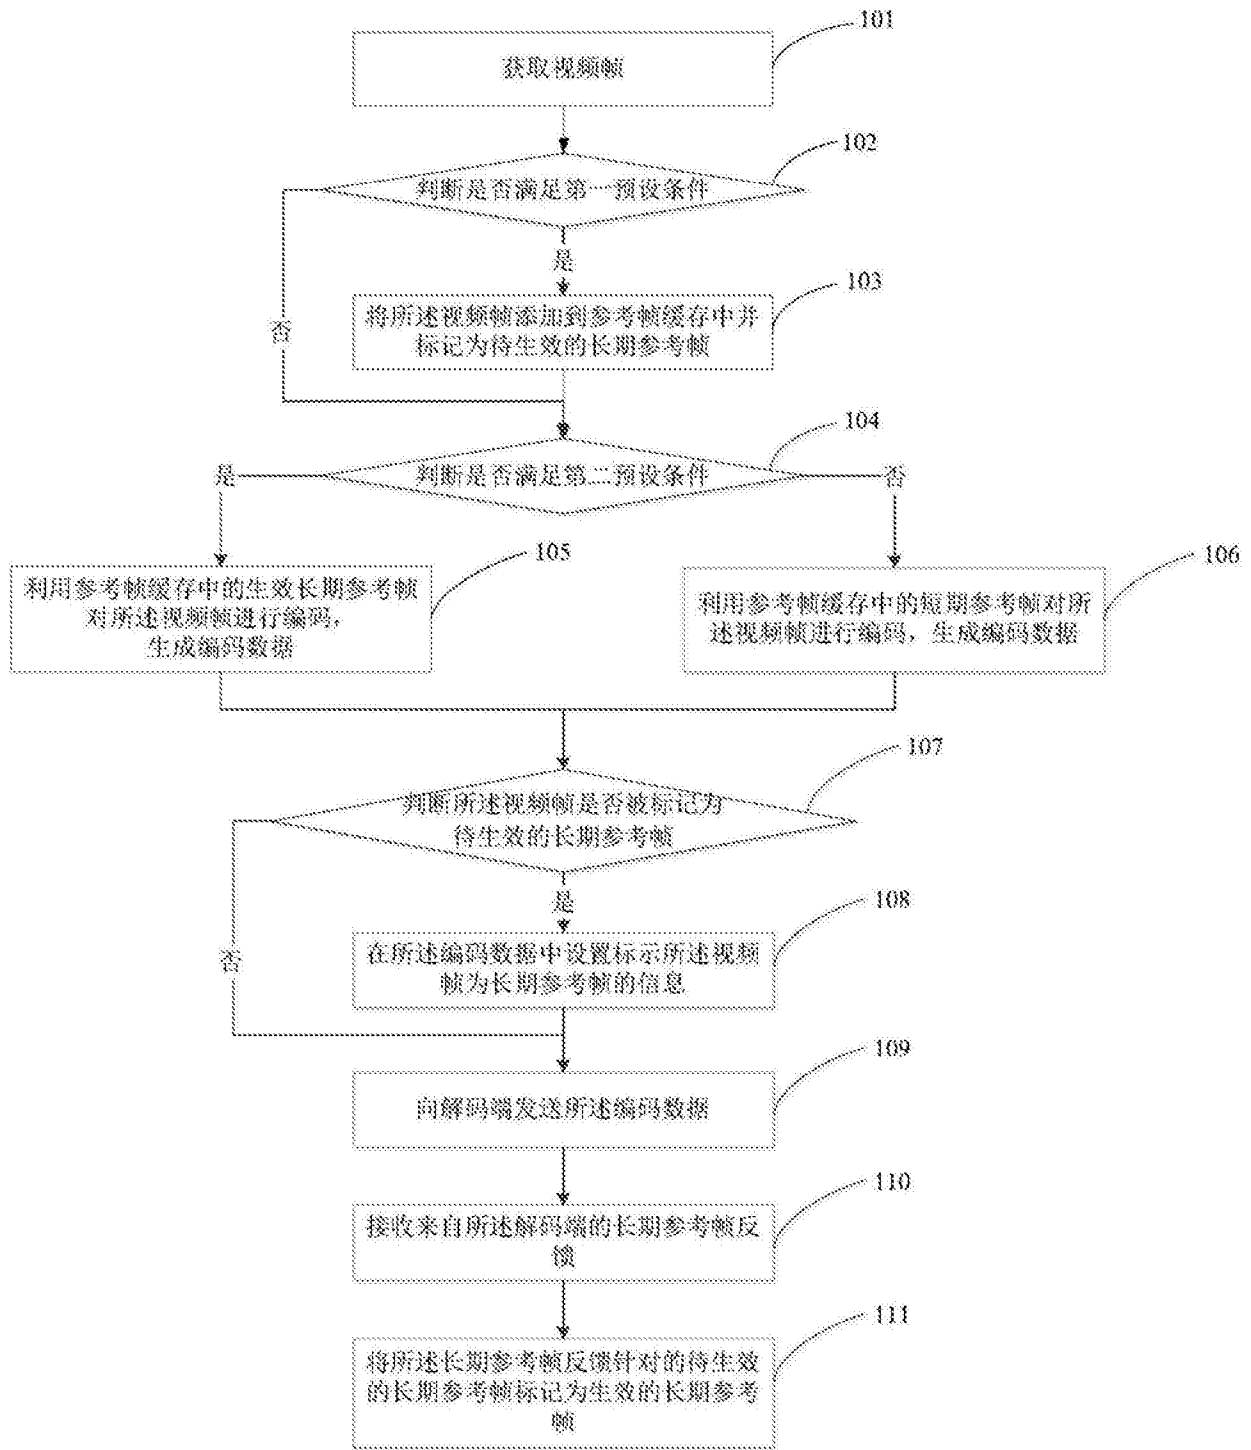 101
获取视频帧
102
判断是否满足第一预设条件
是
103
否
将所述视频帧添加到参考帧缓存中并
标记为待生效的长期参考帧
104
是
判断是否满足第二预设条件
否
105
106
利用参考帧缓存中的生效长期参考帧
对所述视频帧进行编码，
生成编码数据
利用参考帧缓存中的短期参考帧对所
述视频帧进行编码，生成编码数据
107
判断所述视频帧是否被标记为
待生效的长期参考帧
是
108
否
在所述编码数据中设置标示所述视频
帧为长期参考帧的信息
109
向解码端发送所述编码数据
110
接收来自所述解码端的长期参考帧反
馈
111
将所述长期参考帧反馈针对的待生效
的长期参考帧标记为生效的长期参考
帧